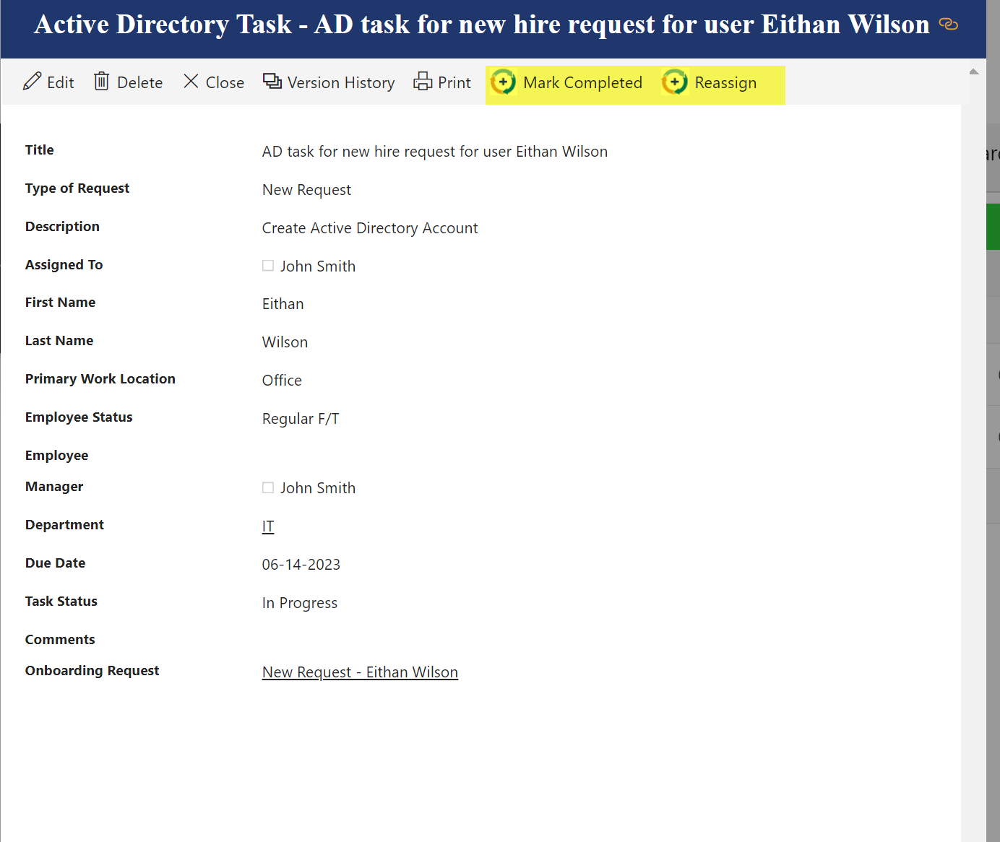 Active Directory Task - AD task for new hire request for user Eithan Wilson
Edit Delete Close Version History Print Mark Completed Reassign
Title AD task for new hire request for user Eithan Wilson
Type of Request New Request
Description Create Active Directory Account
Assigned To John Smith
First Name Eithan
Last Name Wilson
Primary Work Location Office
Employee Status Regular F/T
Employee
Manager John Smith
Department IT
Due Date 06-14-2023
Task Status In Progress
Comments
Onboarding Request New Request - Eithan Wilson